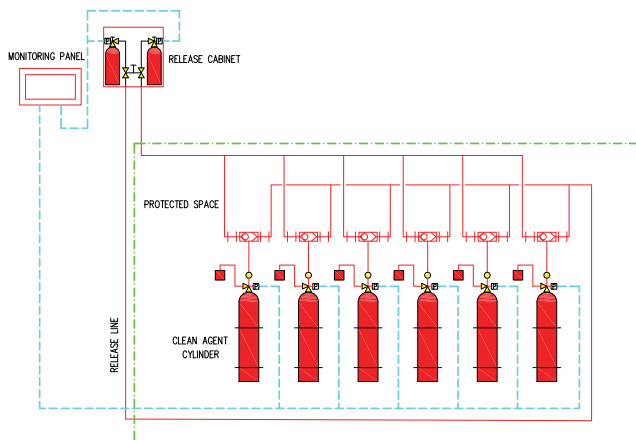 MONITORING PANEL
P
P
RELEASE CABINET
PROTECTED SPACE
P
P
P
P
P
P
RELEASE LINE
CLEAN AGENT
CYLINDER